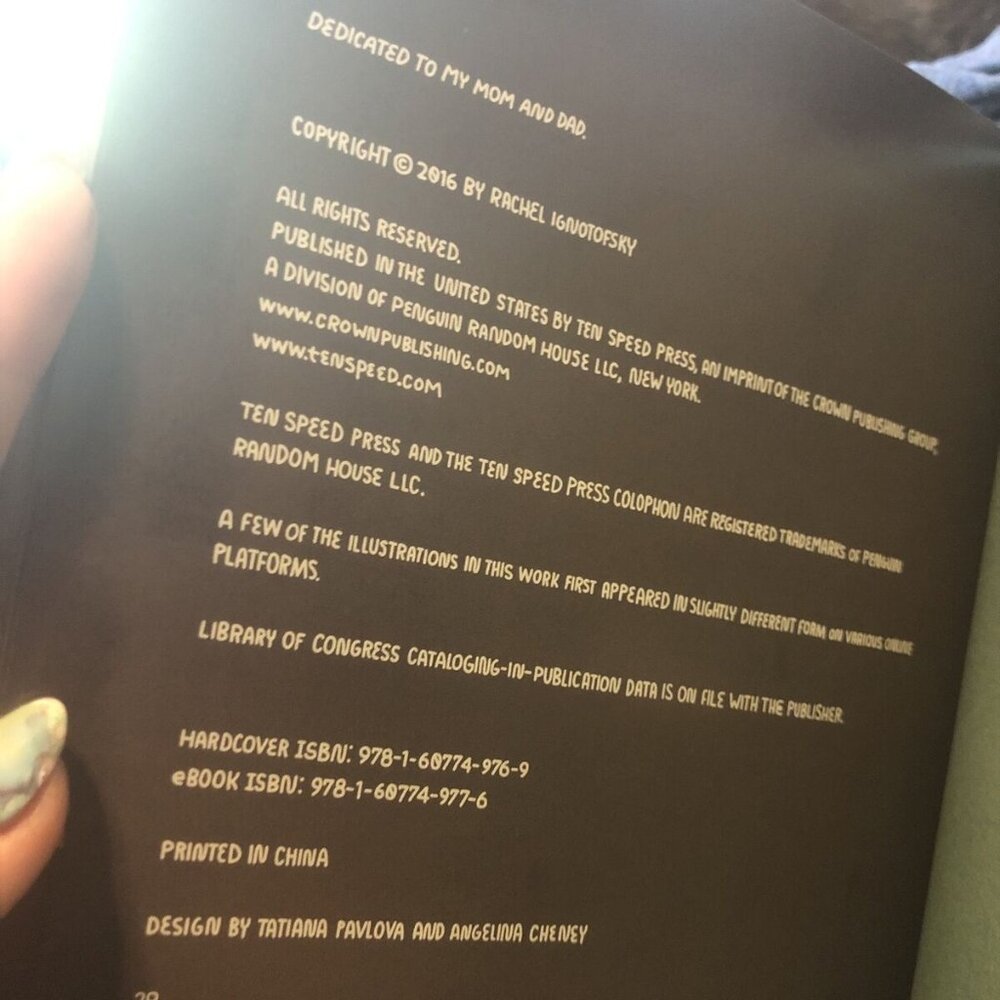 DEDICATED TO MY MOM AND DAD.
COPYRIGHT © 2016 BY RACHEL IGNOTOFSKY
ALL RIGHTS RESERVED.
PUBLISHED IN THE UNITED STATES BY TEN SPEED PRESS, AN IMPRINT OF THE CROWN PUBLISHING GROUP,
A DIVISION OF PENGUIN RANDOM HOUSE LLC, NEW YORK.
WWW.CROWNPUBLISHING.COM
WWW.TENSPEED.COM
TEN SPEED PRESS AND THE TEN SPEED PRESS COLOPHON ARE REGISTERED TRADEMARKS OF PENGUIN
RANDOM HOUSE LLC.
A FEW OF THE ILLUSTRATIONS IN THIS WORK FIRST APPEARED IN SLIGHTLY DIFFERENT FORM ON VARIOUS ONLINE
PLATFORMS.
LIBRARY OF CONGRESS CATALOGING-IN-PUBLICATION DATA IS ON FILE WITH THE PUBLISHER.
HARDCOVER ISBN: 978-1-60774-976-9
eBOOK ISBN: 978-1-60774-977-6
PRINTED IN CHINA
DESIGN BY TATIANA PAVLOVA AND ANGELINA CHENEY